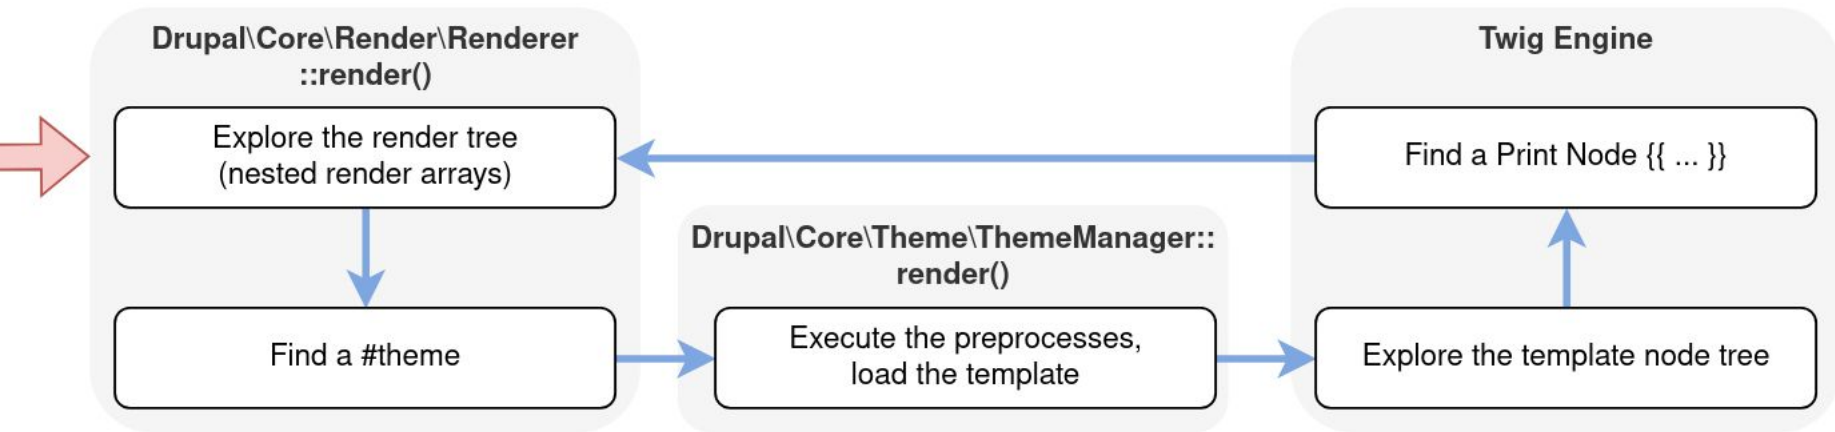 Drupal\Core\Render\Renderer
::render()
Explore the render tree
(nested render arrays)
Find a #theme
Drupal\Core\Theme\ThemeManager::
render()
Execute the preprocesses,
load the template
Twig Engine
Find a Print Node {{ ... }}
Explore the template node tree